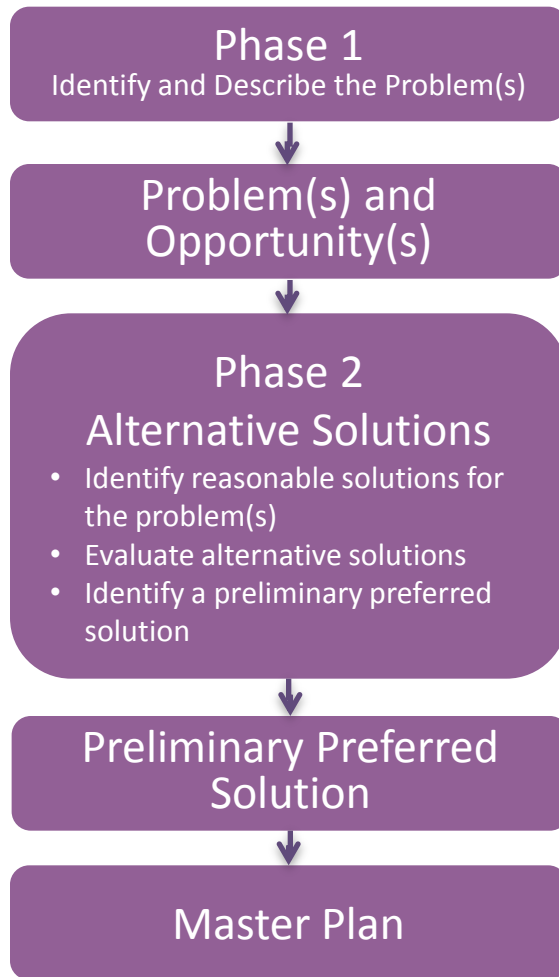 Phase 1
Identify and Describe the Problem(s)
Problem(s) and
Opportunity(s)
Phase 2
Alternative Solutions
• Identify reasonable solutions for
the problem(s)
• Evaluate alternative solutions
• Identify a preliminary preferred
solution
Preliminary Preferred
Solution
Master Plan